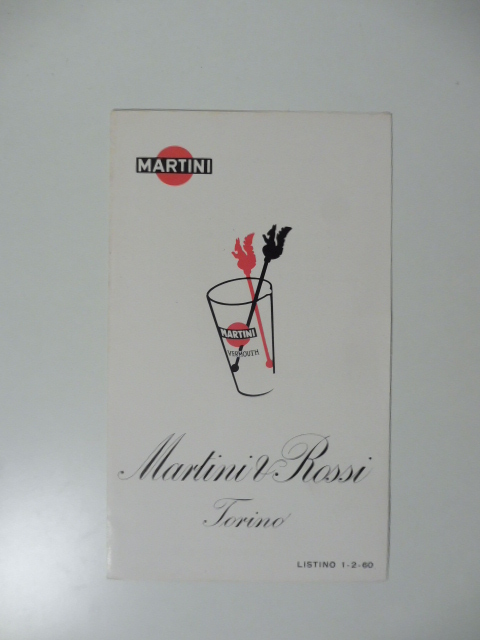 MARTINI
MARTINI
VERMOUTH
Martini & Rossi
Torino
LISTINO 1-2-60